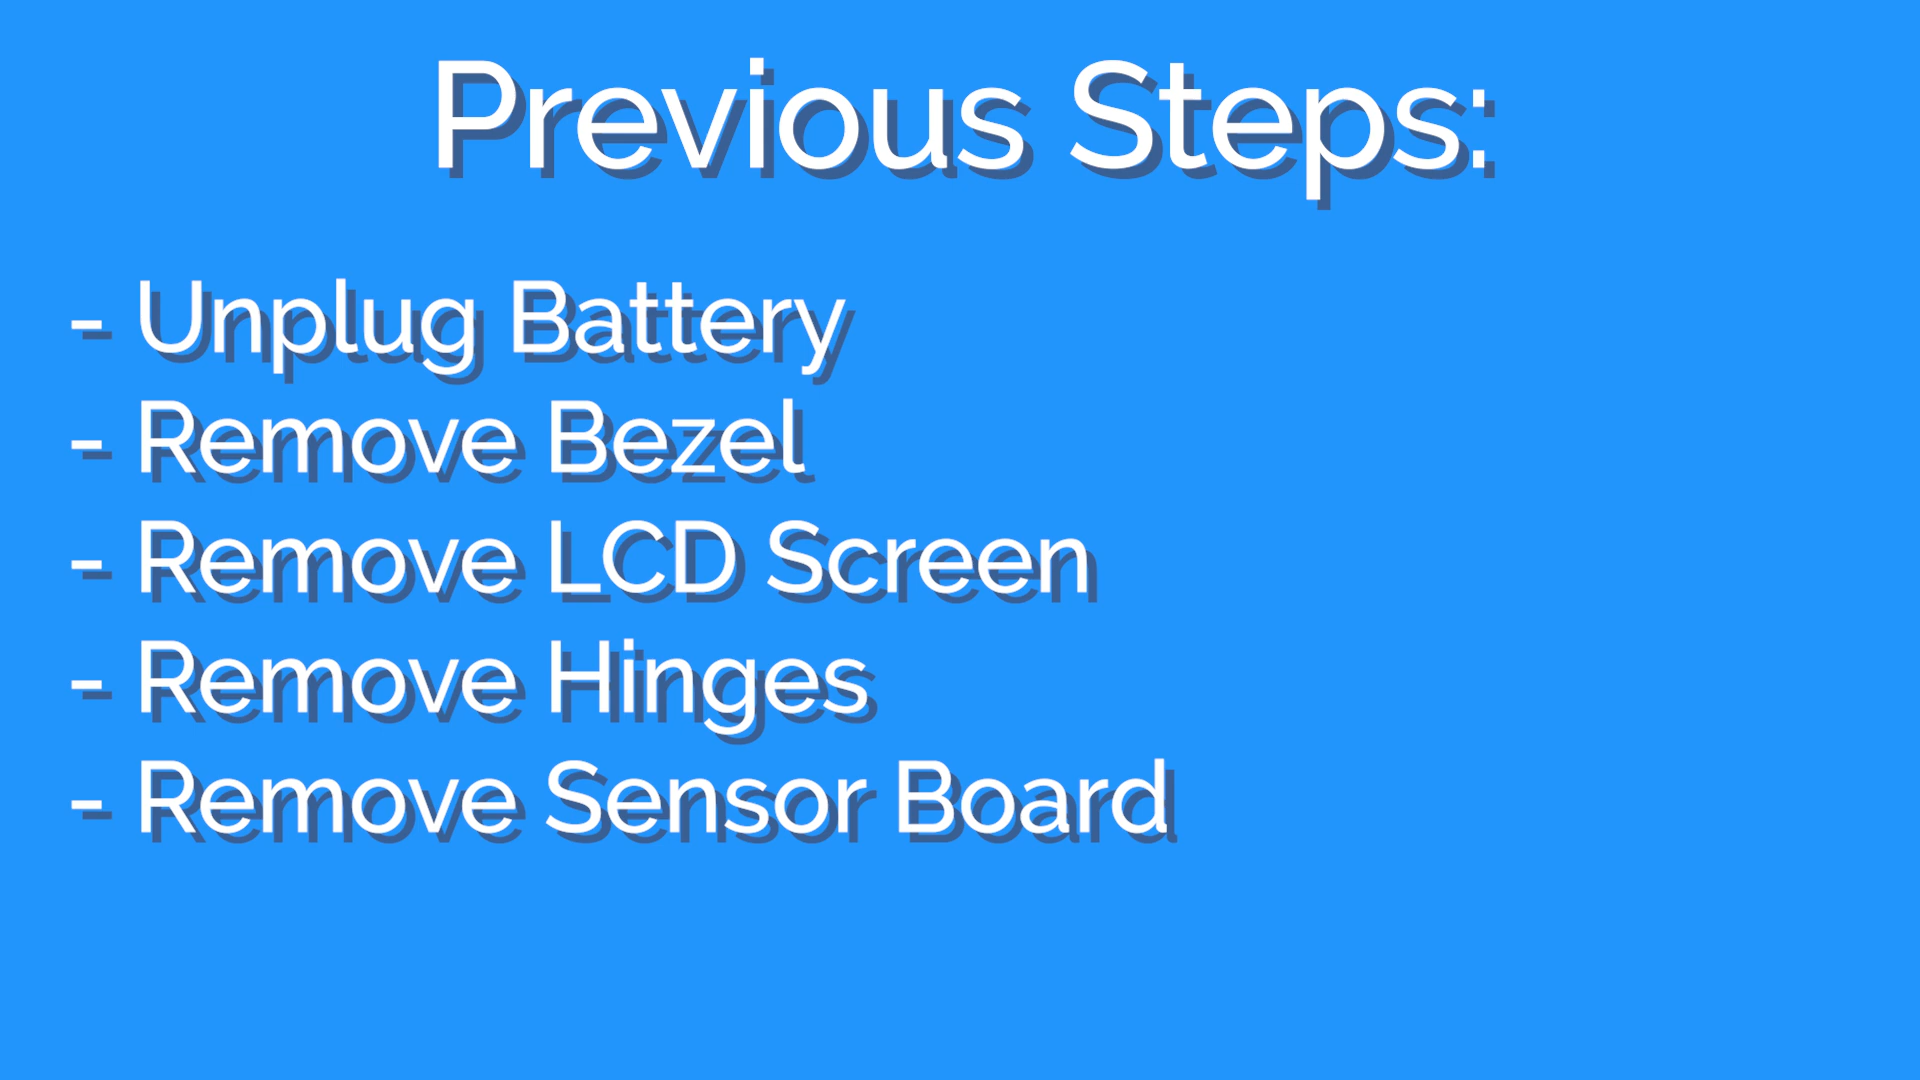 Previous Steps:
- Unplug Battery
- Remove Bezel
- Remove LCD Screen
- Remove Hinges
- Remove Sensor Board